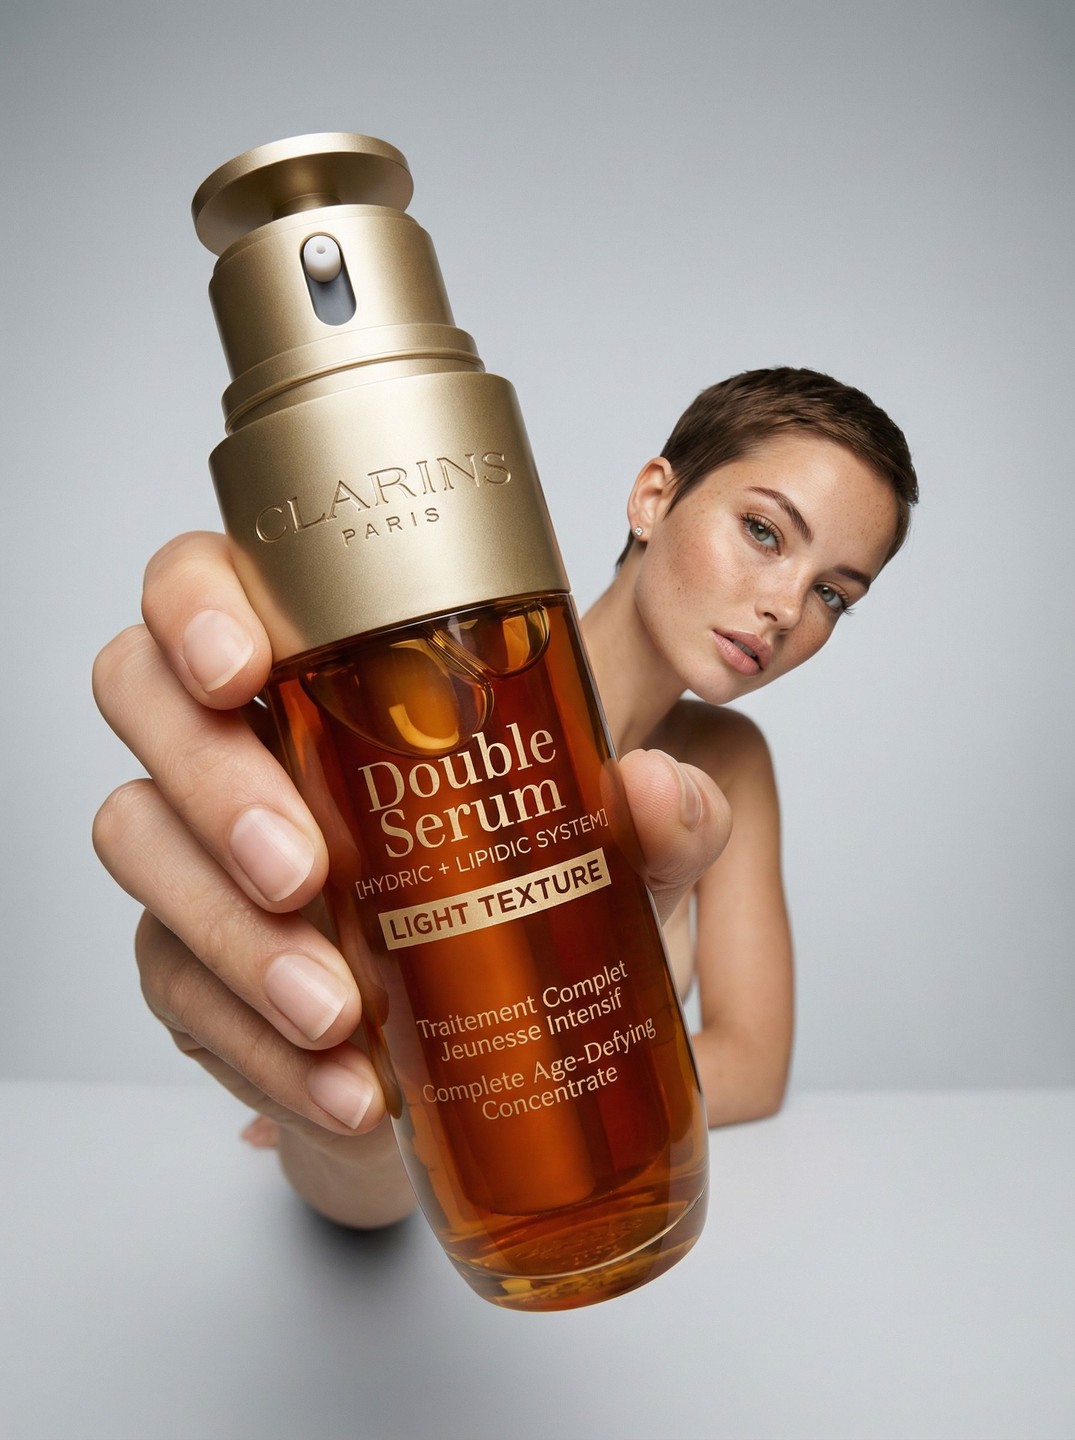 CLARINS
PARIS
Double
Serum
[HYDRIC + LIPIDIC SYSTEM]
LIGHT TEXTURE
Traitement Complet
Jeunesse Intensif
Complete Age-Defying
Concentrate